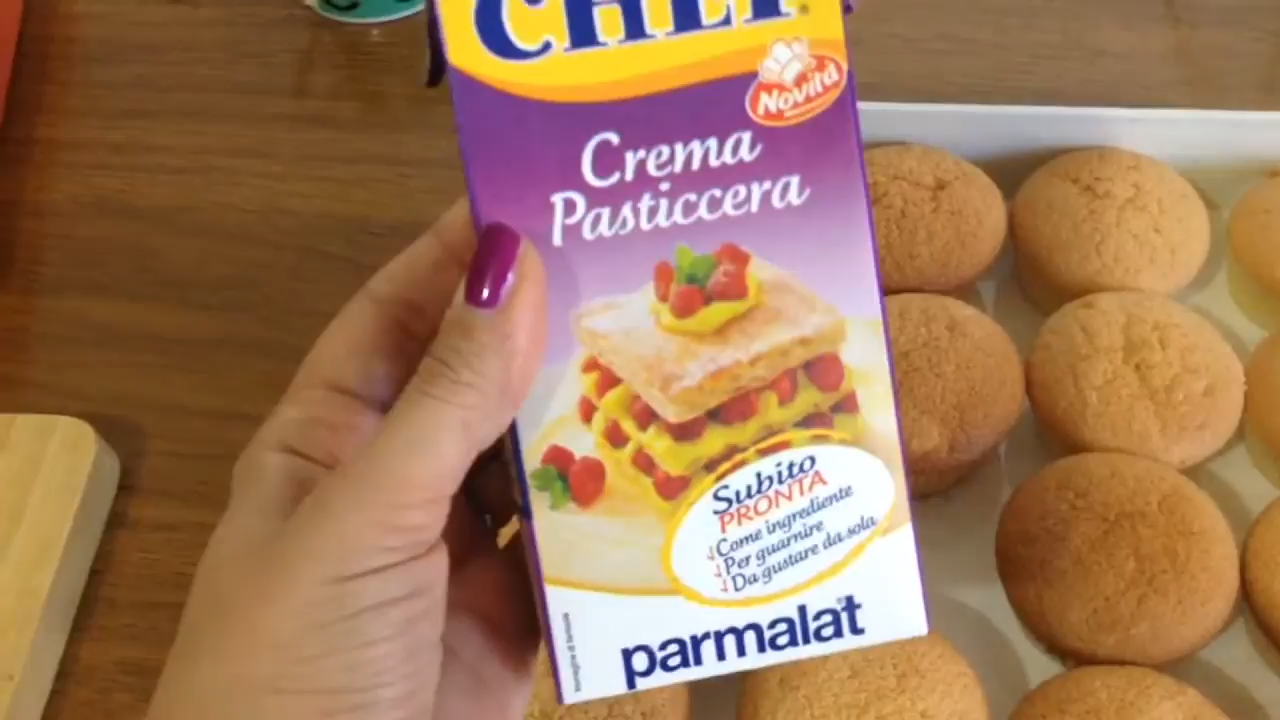 CHEF
Novità
Crema
Pasticcera
Subito
PRONTA
Come ingrediente
Per guarnire
Da gustare da sola
parmalat